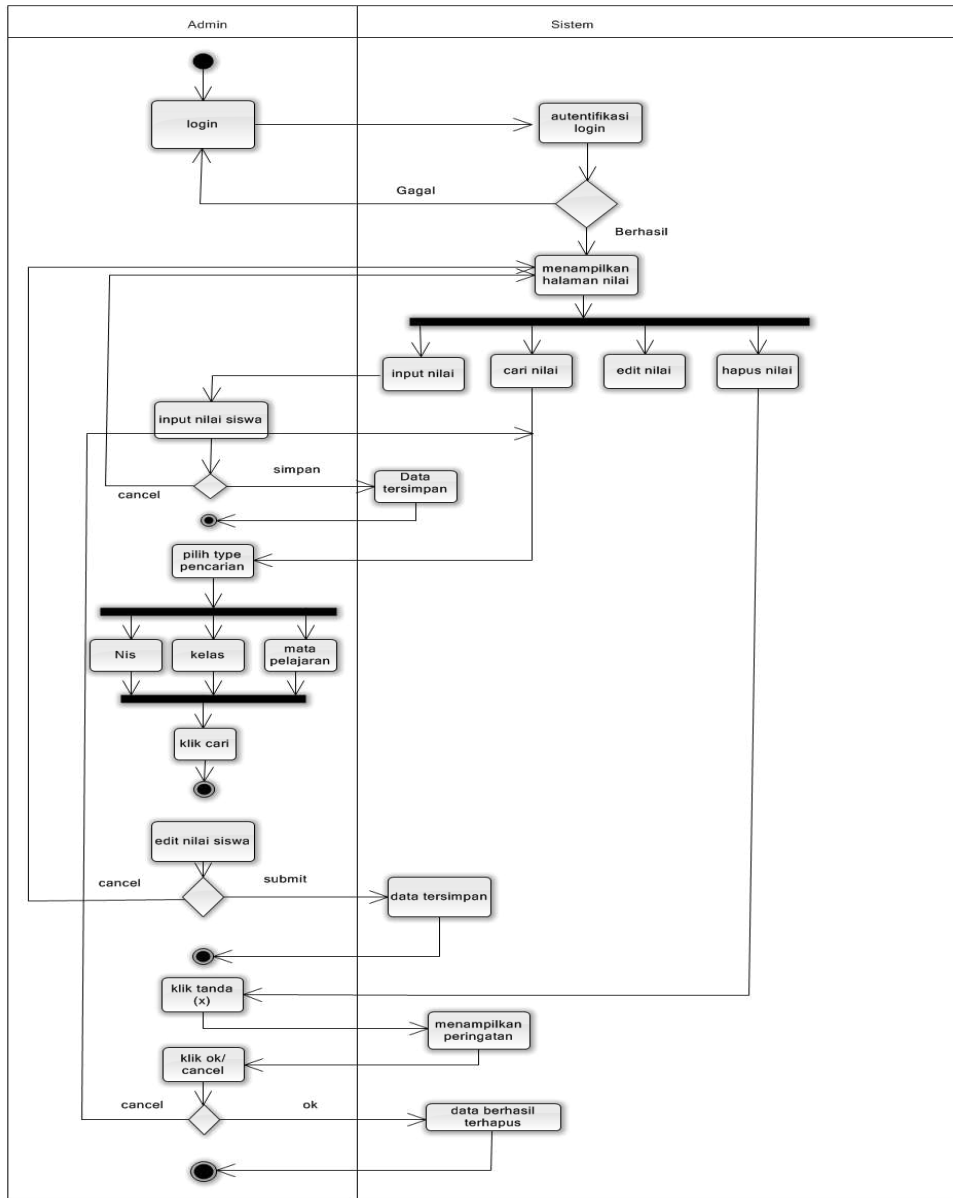 Admin
Sistem
login
autentifikasi
login
Gagal
Berhasil
menampilkan
halaman nilai
input nilai
cari nilai
edit nilai
hapus nilai
input nilai siswa
simpan
cancel
Data
tersimpan
pilih type
pencarian
Nis
kelas
mata
pelajaran
klik cari
edit nilai siswa
cancel
submit
data tersimpan
klik tanda
(x)
menampilkan
peringatan
klik ok/
cancel
cancel
ok
data berhasil
terhapus